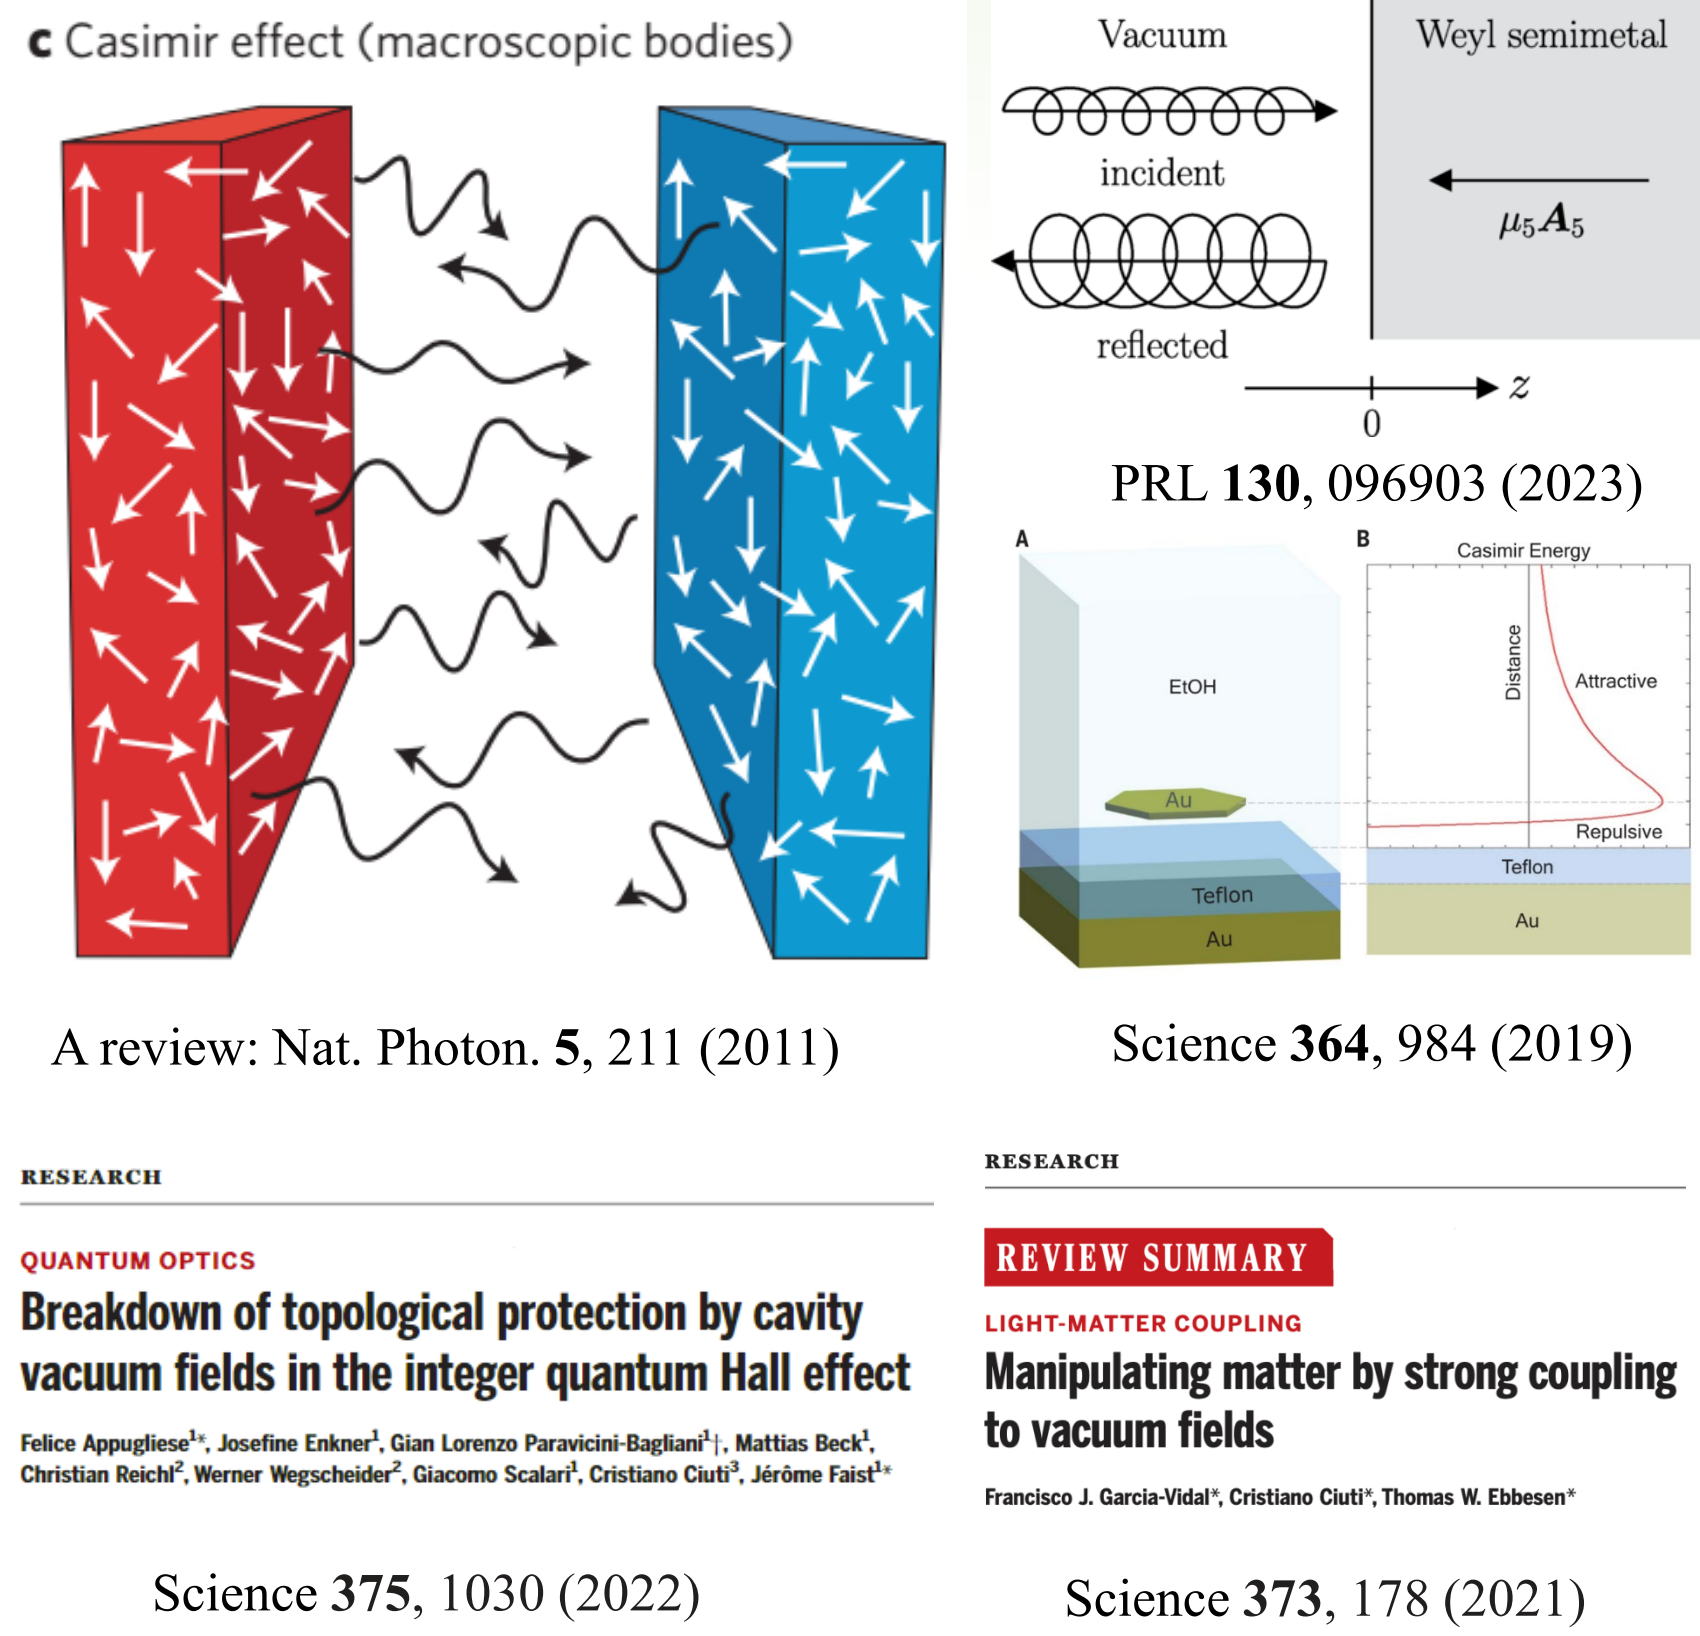 c Casimir effect (macroscopic bodies)
A review: Nat. Photon. 5, 211 (2011)
Vacuum
Weyl semimetal
incident
μ5A5
reflected
z
0
PRL 130, 096903 (2023)
A
EtOH
Au
Teflon
Au
B
Casimir Energy
Distance
Attractive
Repulsive
Teflon
Au
Science 364, 984 (2019)
RESEARCH
QUANTUM OPTICS
Breakdown of topological protection by cavity
vacuum fields in the integer quantum Hall effect
Felice Appugliese1*, Josefine Enkner1, Gian Lorenzo Paravicini-Bagliani1†, Mattias Beck1,
Christian Reichl2, Werner Wegscheider2, Giacomo Scalari1, Cristiano Ciuti3, Jérôme Faist1*
Science 375, 1030 (2022)
RESEARCH
REVIEW SUMMARY
LIGHT-MATTER COUPLING
Manipulating matter by strong coupling
to vacuum fields
Francisco J. Garcia-Vidal*, Cristiano Ciuti*, Thomas W. Ebbesen*
Science 373, 178 (2021)